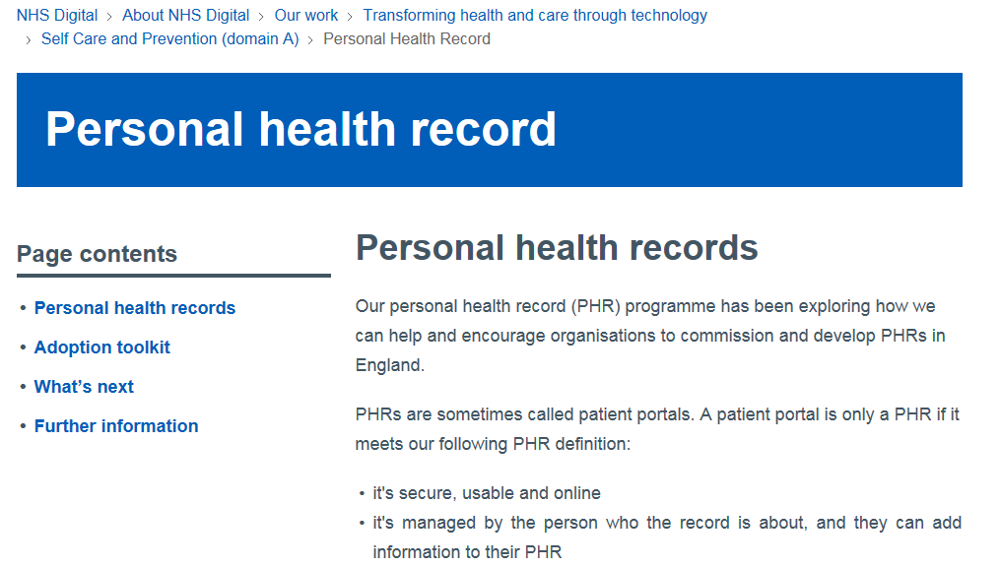 NHS Digital > About NHS Digital > Our work > Transforming health and care through technology
> Self Care and Prevention (domain A) > Personal Health Record
Personal health record
Page contents
• Personal health records
• Adoption toolkit
• What’s next
• Further information
Personal health records
Our personal health record (PHR) programme has been exploring how we
can help and encourage organisations to commission and develop PHRs in
England.
PHRs are sometimes called patient portals. A patient portal is only a PHR if it
meets our following PHR definition:
• it's secure, usable and online
• it's managed by the person who the record is about, and they can add
information to their PHR